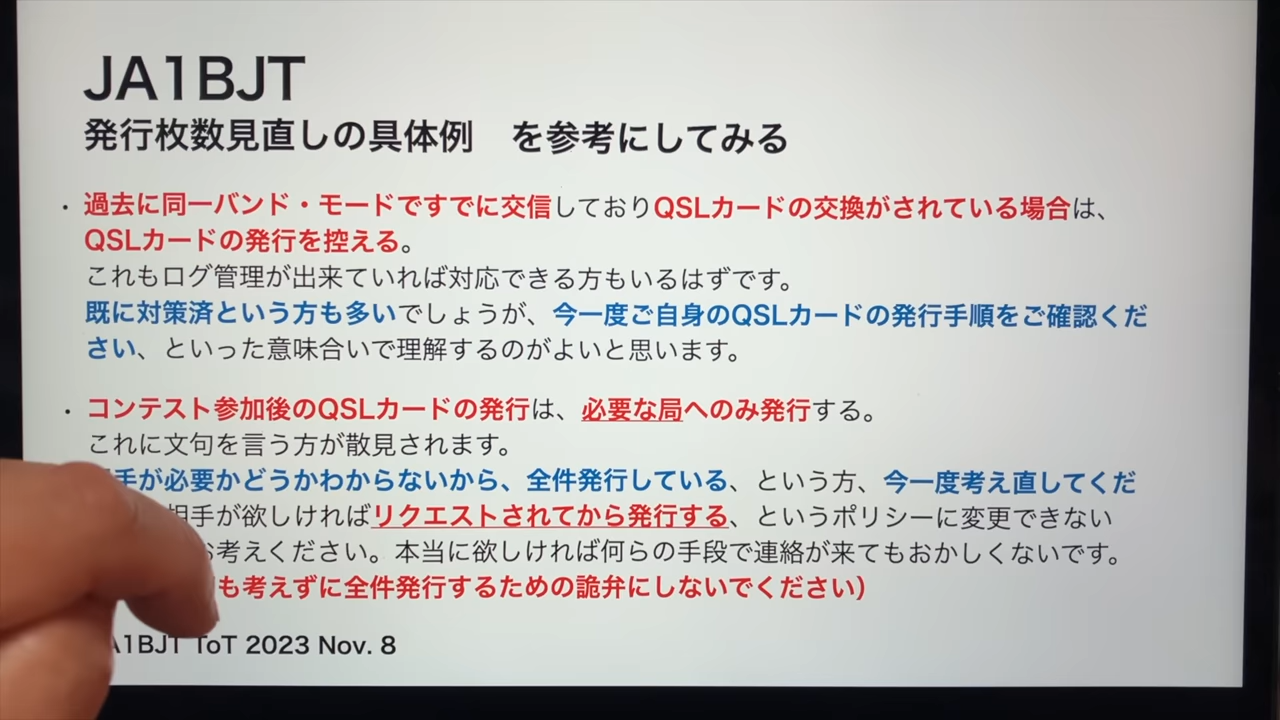 JA1BJT
発行枚数見直しの具体例　を参考にしてみる
・過去に同一バンド・モードですでに交信しておりQSLカードの交換がされている場合は、
QSLカードの発行を控える。
これもログ管理が出来ていれば対応できる方もいるはずです。
既に対策済という方も多いでしょうが、今一度ご自身のQSLカードの発行手順をご確認くだ
さい、といった意味合いで理解するのがよいと思います。
・コンテスト参加後のQSLカードの発行は、必要な局へのみ発行する。
これに文句を言う方が散見されます。
手が必要かどうかわからないから、全件発行している、という方、今一度考え直してくだ
相手が欲しければリクエストされてから発行する、というポリシーに変更できない
お考えください。本当に欲しければ何らの手段で連絡が来てもおかしくないです。
も考えずに全件発行するための詭弁にしないでください)
A1BJT ToT 2023 Nov. 8